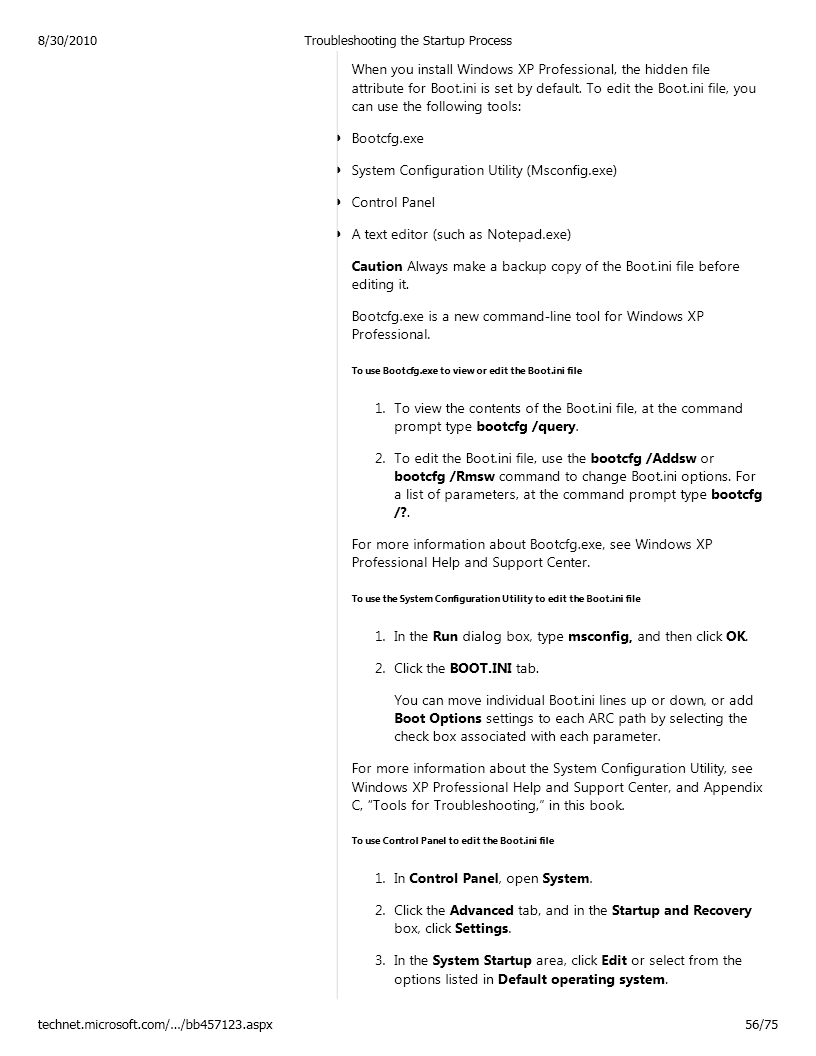 8/30/2010
Troubleshooting the Startup Process
When you install Windows XP Professional, the hidden file
attribute for Boot.ini is set by default. To edit the Boot.ini file, you
can use the following tools:
Bootcfg.exe
System Configuration Utility (Msconfig.exe)
Control Panel
A text editor (such as Notepad.exe)
Caution Always make a backup copy of the Boot.ini file before
editing it.
Bootcfg.exe is a new command-line tool for Windows XP
Professional.
To use Bootcfg.exe to view or edit the Boot.ini file
1. To view the contents of the Boot.ini file, at the command
prompt type bootcfg /query.
2. To edit the Boot.ini file, use the bootcfg /Addsw or
bootcfg /Rmsw command to change Boot.ini options. For
a list of parameters, at the command prompt type bootcfg
/?.
For more information about Bootcfg.exe, see Windows XP
Professional Help and Support Center.
To use the System Configuration Utility to edit the Boot.ini file
1. In the Run dialog box, type msconfig, and then click OK.
2. Click the BOOT.INI tab.
You can move individual Boot.ini lines up or down, or add
Boot Options settings to each ARC path by selecting the
check box associated with each parameter.
For more information about the System Configuration Utility, see
Windows XP Professional Help and Support Center, and Appendix
C, “Tools for Troubleshooting,” in this book.
To use Control Panel to edit the Boot.ini file
1. In Control Panel, open System.
2. Click the Advanced tab, and in the Startup and Recovery
box, click Settings.
3. In the System Startup area, click Edit or select from the
options listed in Default operating system.
technet.microsoft.com/.../bb457123.aspx
56/75